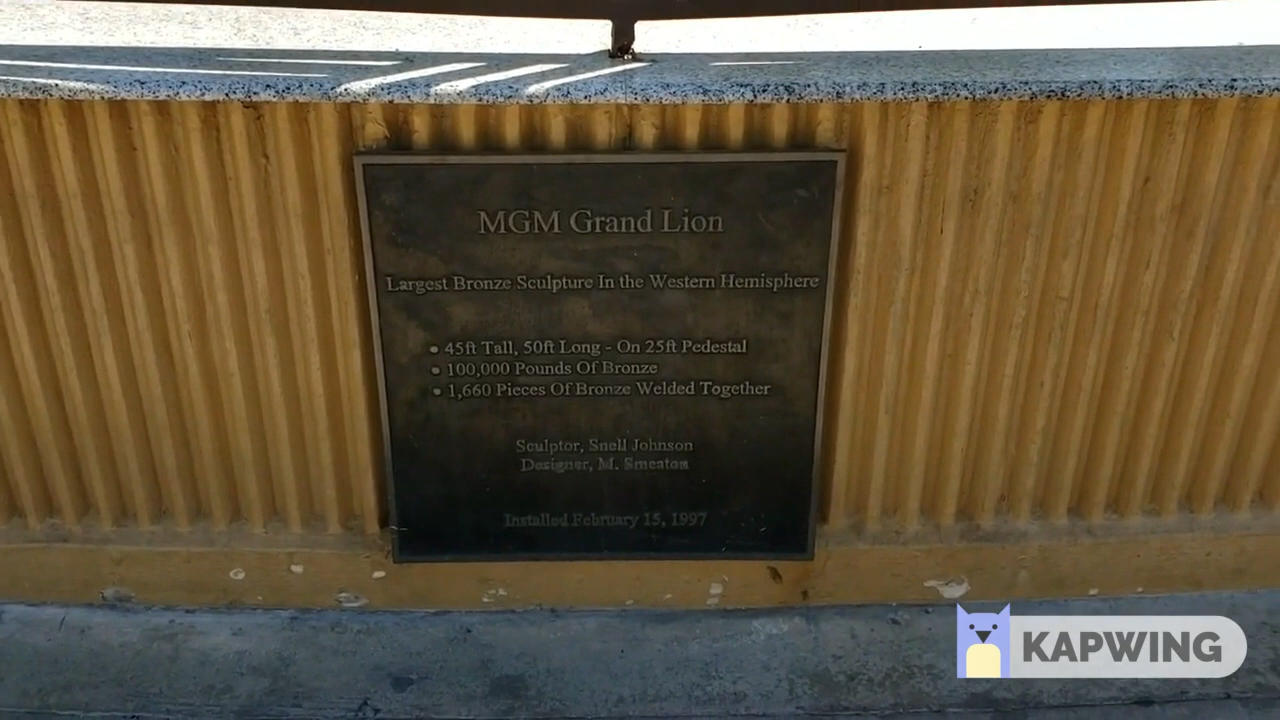 MGM Grand Lion
Largest Bronze Sculpture In the Western Hemisphere
• 45ft Tall, 50ft Long - On 25ft Pedestal
• 100,000 Pounds Of Bronze
• 1,660 Pieces Of Bronze Welded Together
Sculptor, Snell Johnson
Designer, M. Smeaton
Installed February 15, 1997
KAPWING